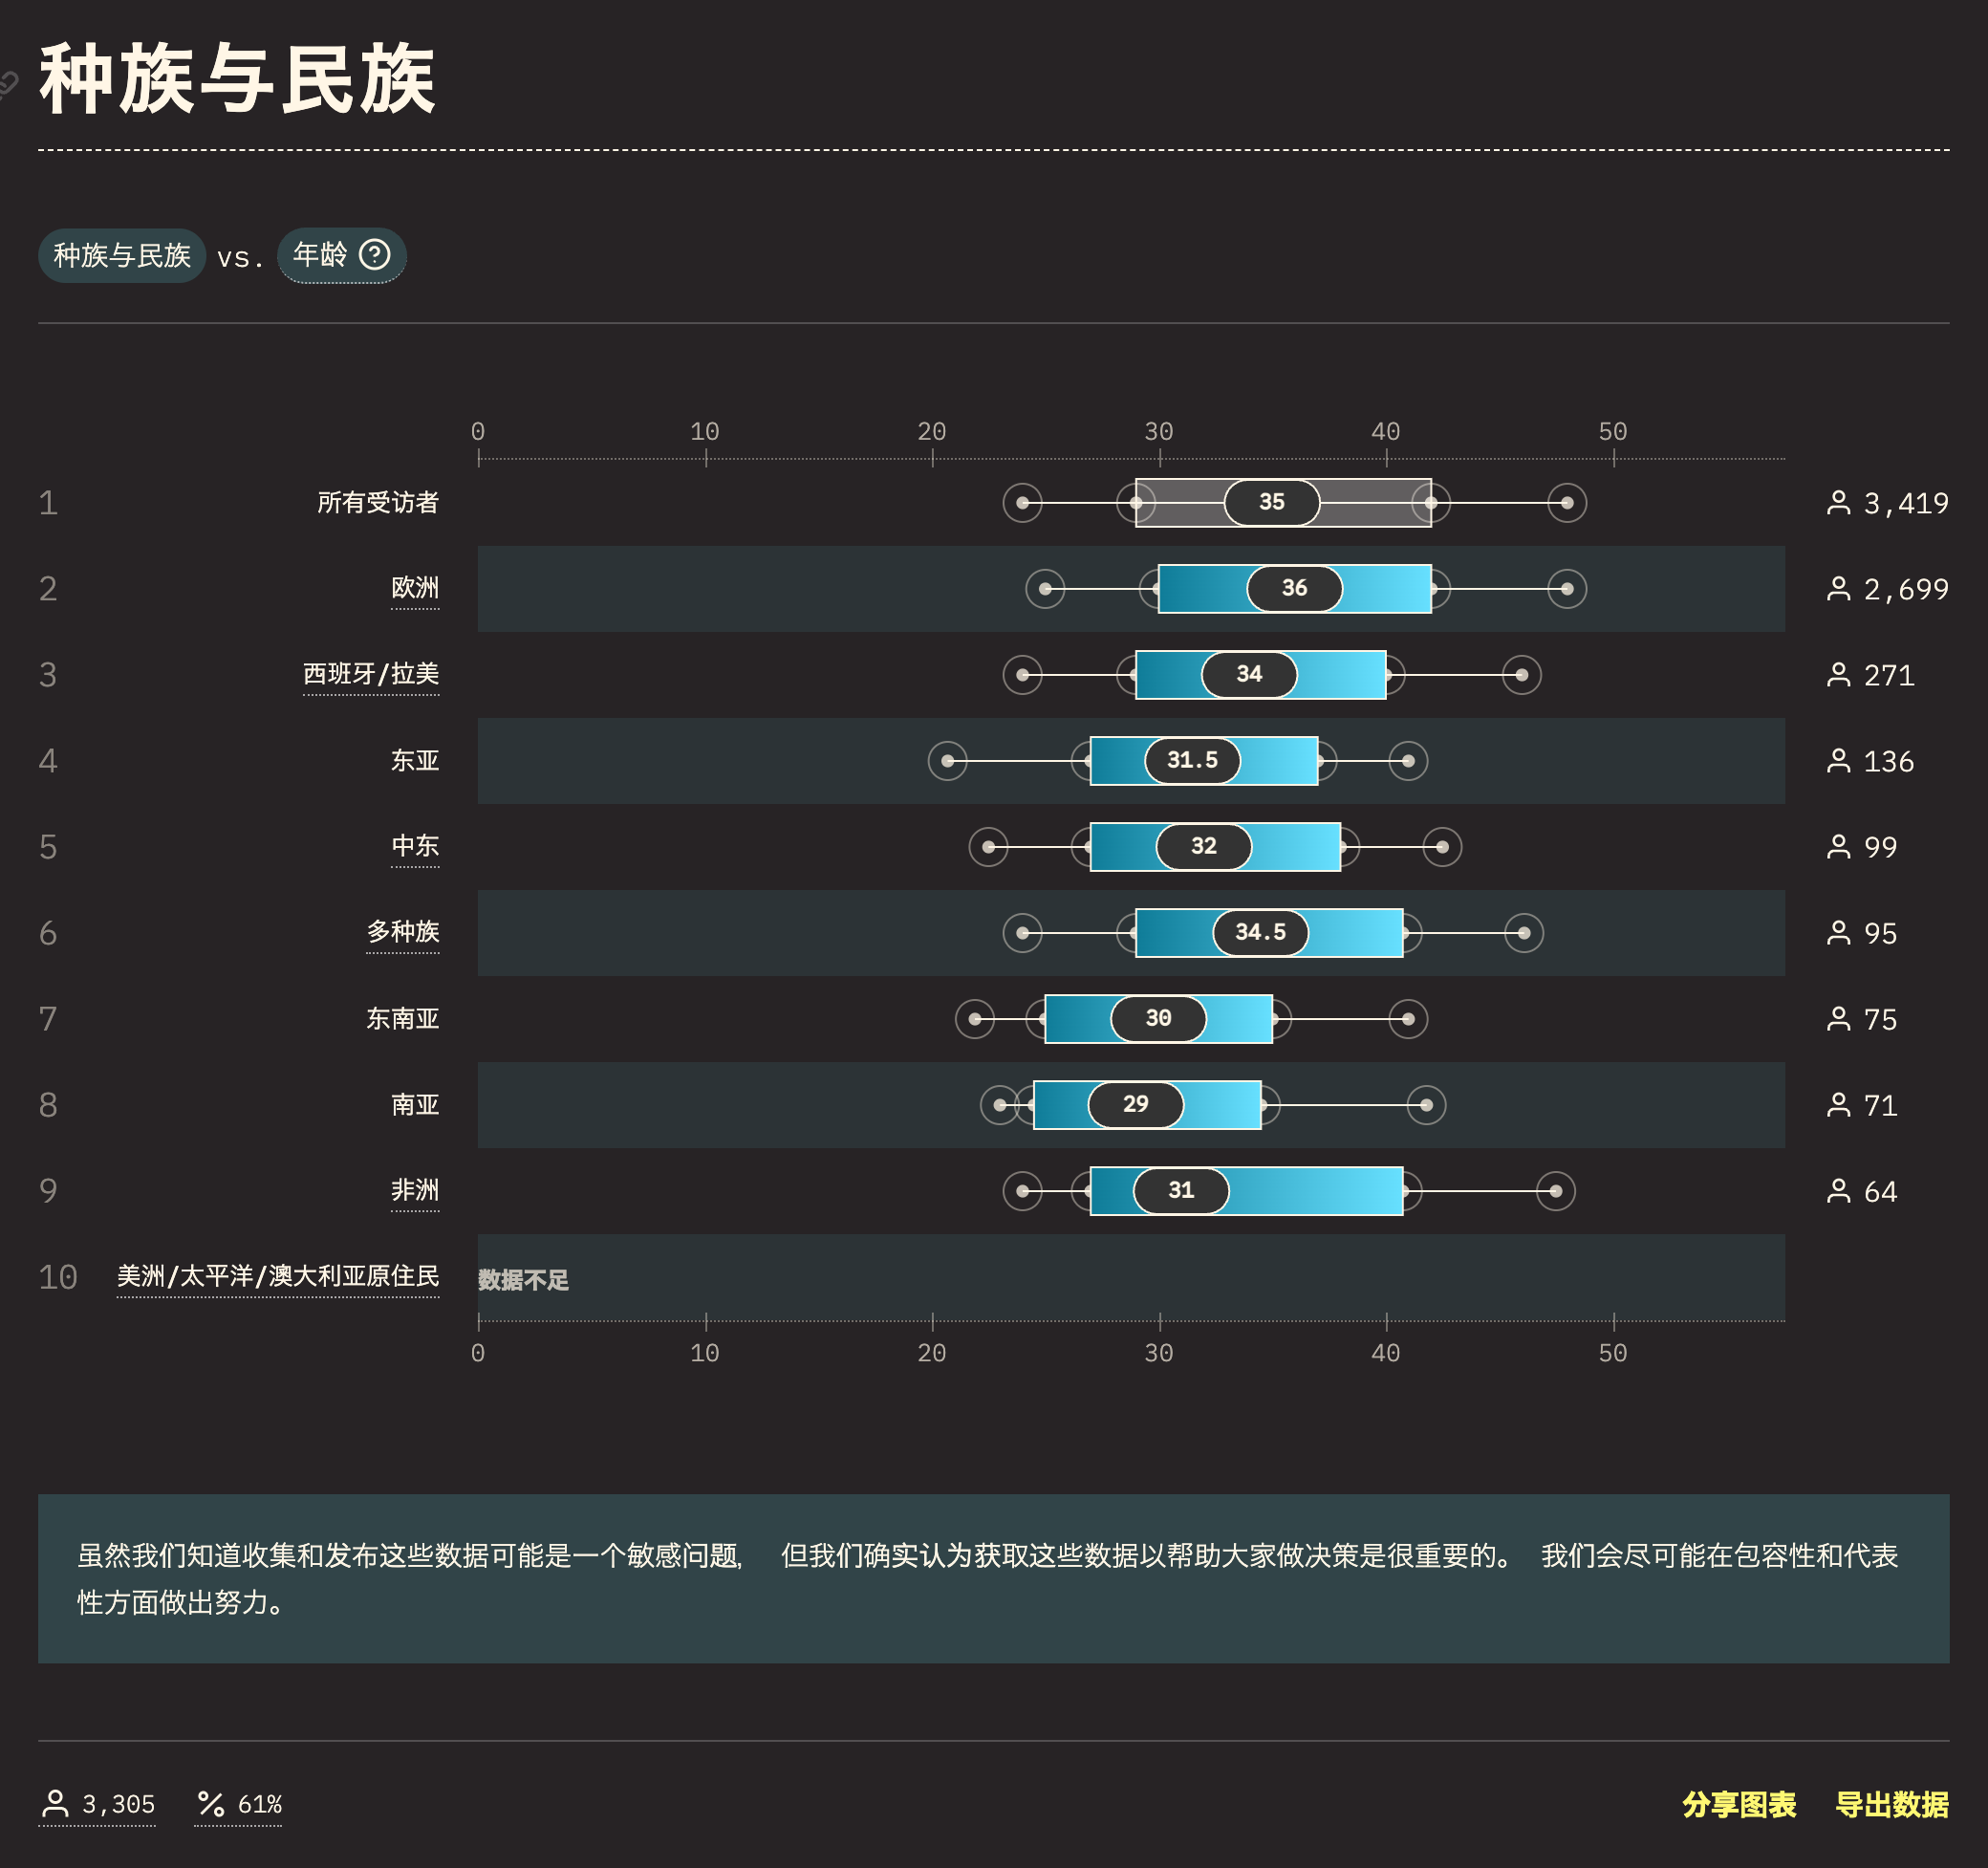 种族与民族
种族与民族 vs. 年龄
0 10 20 30 40 50
1 所有受访者 35 3,419
2 欧洲 36 2,699
3 西班牙/拉美 34 271
4 东亚 31.5 136
5 中东 32 99
6 多种族 34.5 95
7 东南亚 30 75
8 南亚 29 71
9 非洲 31 64
10 美洲/太平洋/澳大利亚原住民 数据不足
0 10 20 30 40 50
虽然我们知道收集和发布这些数据可能是一个敏感问题, 但我们确实认为获取这些数据以帮助大家做决策是很重要的。 我们会尽可能在包容性和代表
性方面做出努力。
3,305 61% 分享图表 导出数据